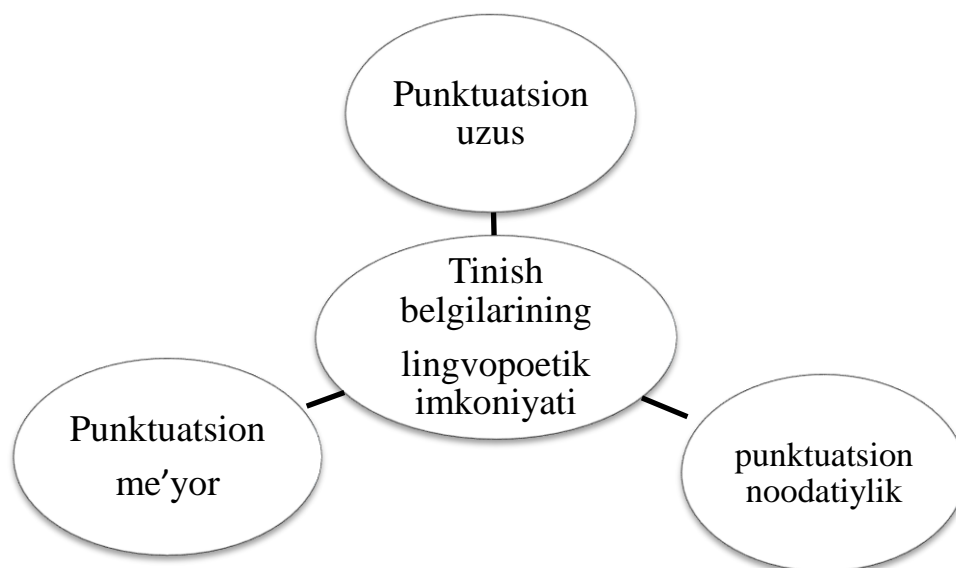 Punktuatsion
uzus
Tinish
belgilarining
lingvopoetik
imkoniyati
Punktuatsion
me’yor
punktuatsion
noodatiylik